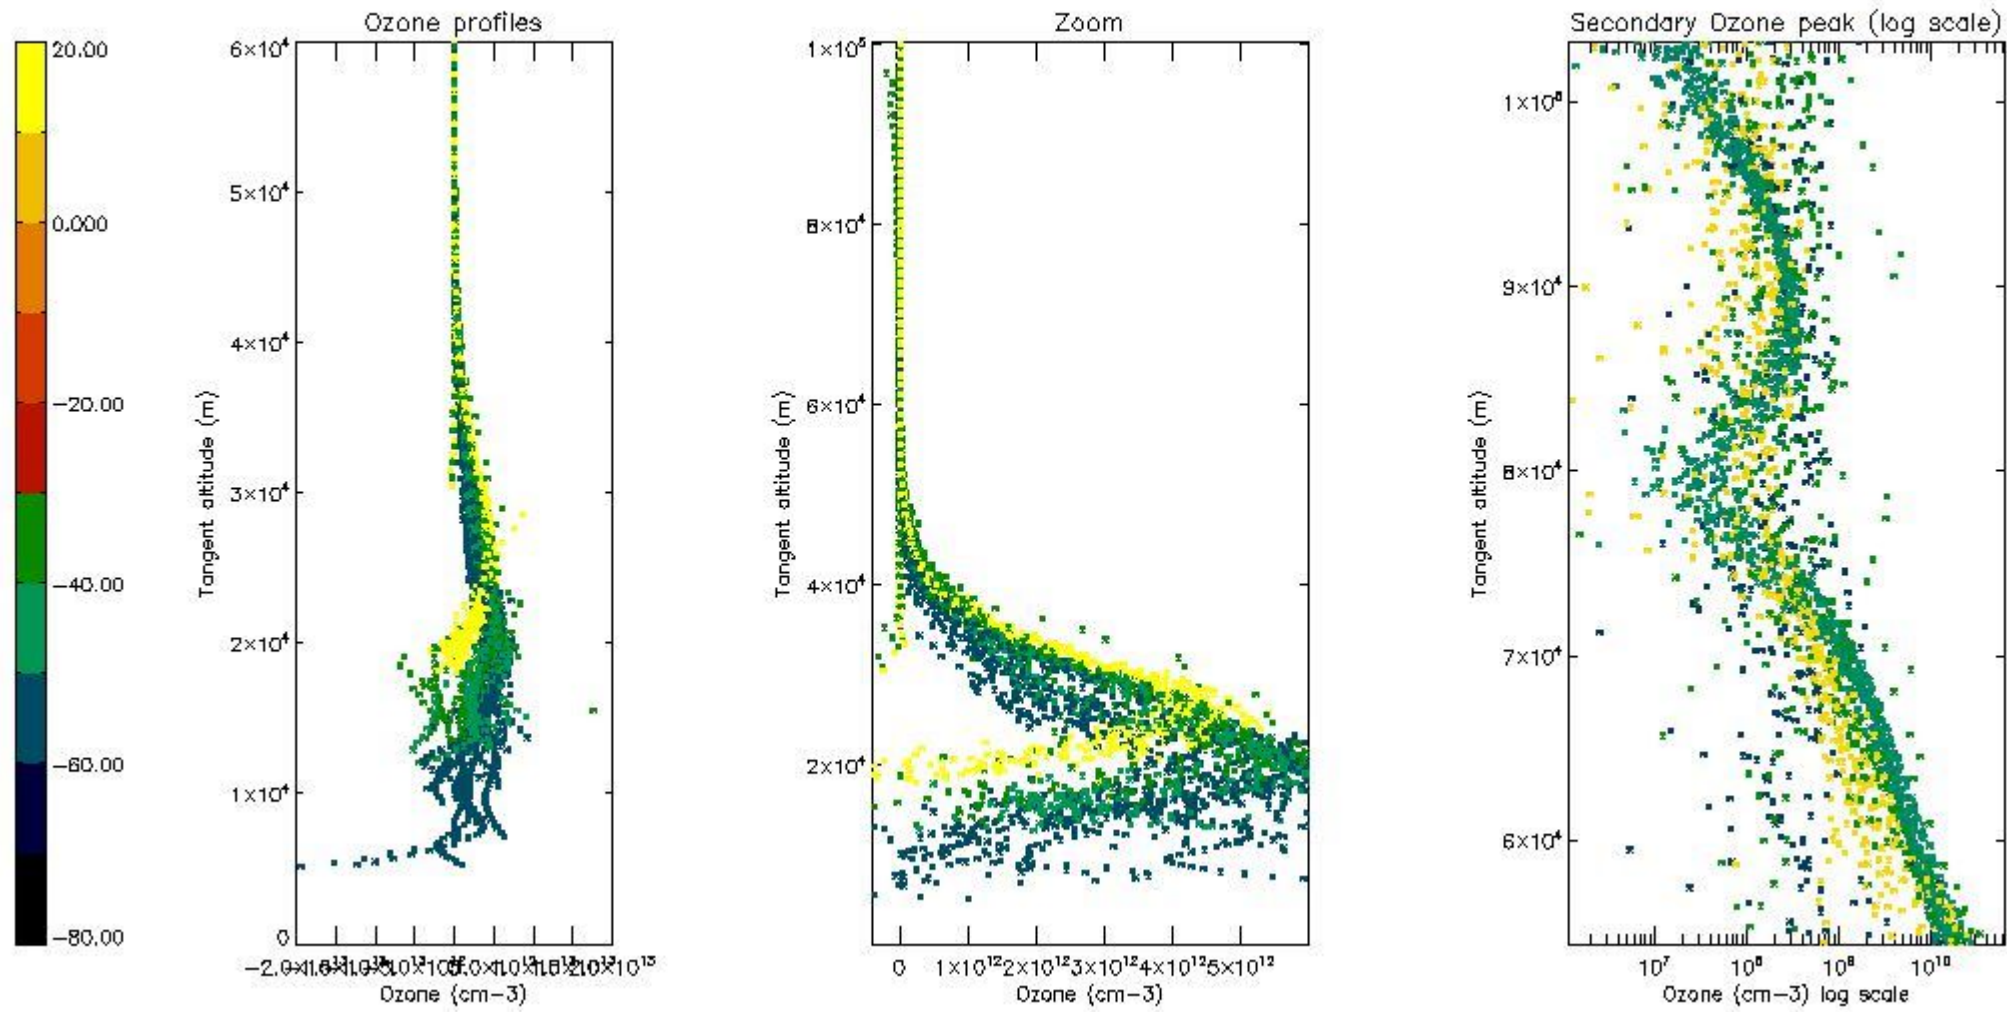 Ozone profiles
Zoom
Secondary Ozone peak (log scale)
20.00
0.000
−20.00
−40.00
−60.00
−80.00
6×10⁴
5×10⁴
4×10⁴
3×10⁴
2×10⁴
1×10⁴
0
Tangent altitude (m)
Ozone (cm−3)
1×10⁵
8×10⁴
6×10⁴
4×10⁴
2×10⁴
Tangent altitude (m)
0 1×10¹² 2×10¹² 3×10¹² 4×10¹² 5×10¹²
Ozone (cm−3)
9×10⁴
8×10⁴
7×10⁴
6×10⁴
Tangent altitude (m)
10⁷ 10⁸ 10⁹ 10¹⁰
Ozone (cm−3) log scale